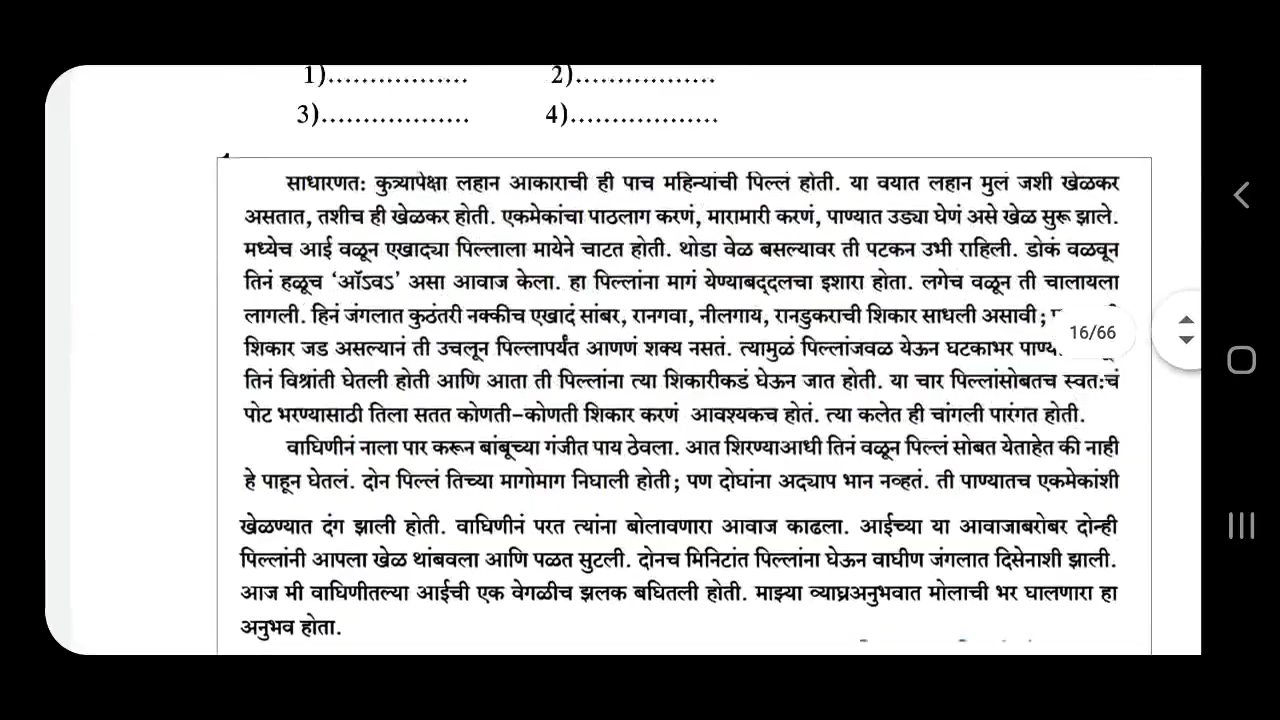 1)................. 2)..................
3).................. 4)..................
साधारणत: कुत्र्यापेक्षा लहान आकाराची ही पाच महिन्यांची पिल्लं होती. या वयात लहान मुलं जशी खेळकर
असतात, तशीच ही खेळकर होती. एकमेकांचा पाठलाग करणं, मारामारी करणं, पाण्यात उड्या घेणं असे खेळ सुरू झाले.
मध्येच आई वळून एखाद्या पिल्लाला मायेने चाटत होती. थोडा वेळ बसल्यावर ती पटकन उभी राहिली. डोकं वळवून
तिनं हळूच ‘ऑऽवऽ’ असा आवाज केला. हा पिल्लांना मागं येण्याबद्दलचा इशारा होता. लगेच वळून ती चालायला
लागली. हिनं जंगलात कुठंतरी नक्कीच एखादं सांबर, रानगवा, नीलगाय, रानडुकराची शिकार साधली असावी;
16/66
शिकार जड असल्यानं ती उचलून पिल्लापर्यंत आणणं शक्य नसतं. त्यामुळं पिल्लांजवळ येऊन घटकाभर
तिनं विश्रांती घेतली होती आणि आता ती पिल्लांना त्या शिकारीकडं घेऊन जात होती. या चार पिल्लांसोबतच स्वत:चं
पोट भरण्यासाठी तिला सतत कोणती-कोणती शिकार करणं आवश्यकच होतं. त्या कलेत ही चांगली पारंगत होती.
वाघिणीनं नाला पार करून बांबूच्या गंजीत पाय ठेवला. आत शिरण्याआधी तिनं वळून पिल्लं सोबत येताहेत की नाही
हे पाहून घेतलं. दोन पिल्लं तिच्या मागोमाग निघाली होती; पण दोघांना अद्याप भान नव्हतं. ती पाण्यातच एकमेकांशी
खेळण्यात दंग झाली होती. वाघिणीनं परत त्यांना बोलावणारा आवाज काढला. आईच्या या आवाजाबरोबर दोन्ही
पिल्लांनी आपला खेळ थांबवला आणि पळत सुटली. दोनच मिनिटांत पिल्लांना घेऊन वाघीण जंगलात दिसेनाशी झाली.
आज मी वाघिणीतल्या आईची एक वेगळीच झलक बघितली होती. माझ्या व्याघ्रअनुभवात मोलाची भर घालणारा हा
अनुभव होता.